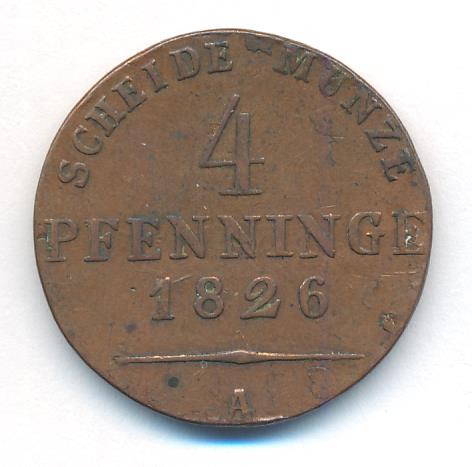 SCHEIDE MÜNZE
4
PFENNINGE
1826
A